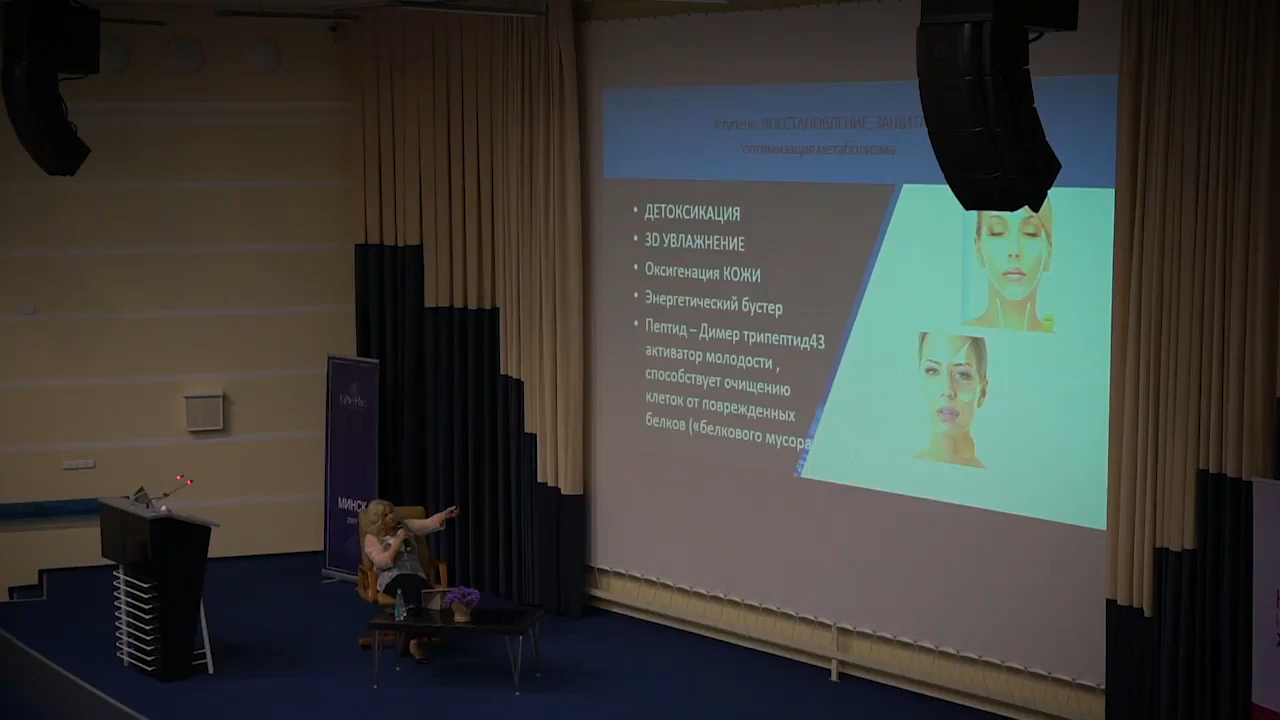 Iступень. ВОССТАНОВЛЕНИЕ, ЗАЩИТА
оптимизация метаболизма
• ДЕТОКСИКАЦИЯ
• 3D УВЛАЖНЕНИЕ
• Оксигенация КОЖИ
• Энергетический бустер
• Пептид – Димер трипептид43
активатор молодости ,
способствует очищению
клеток от поврежденных
белков («белкового мусора
МИНСК